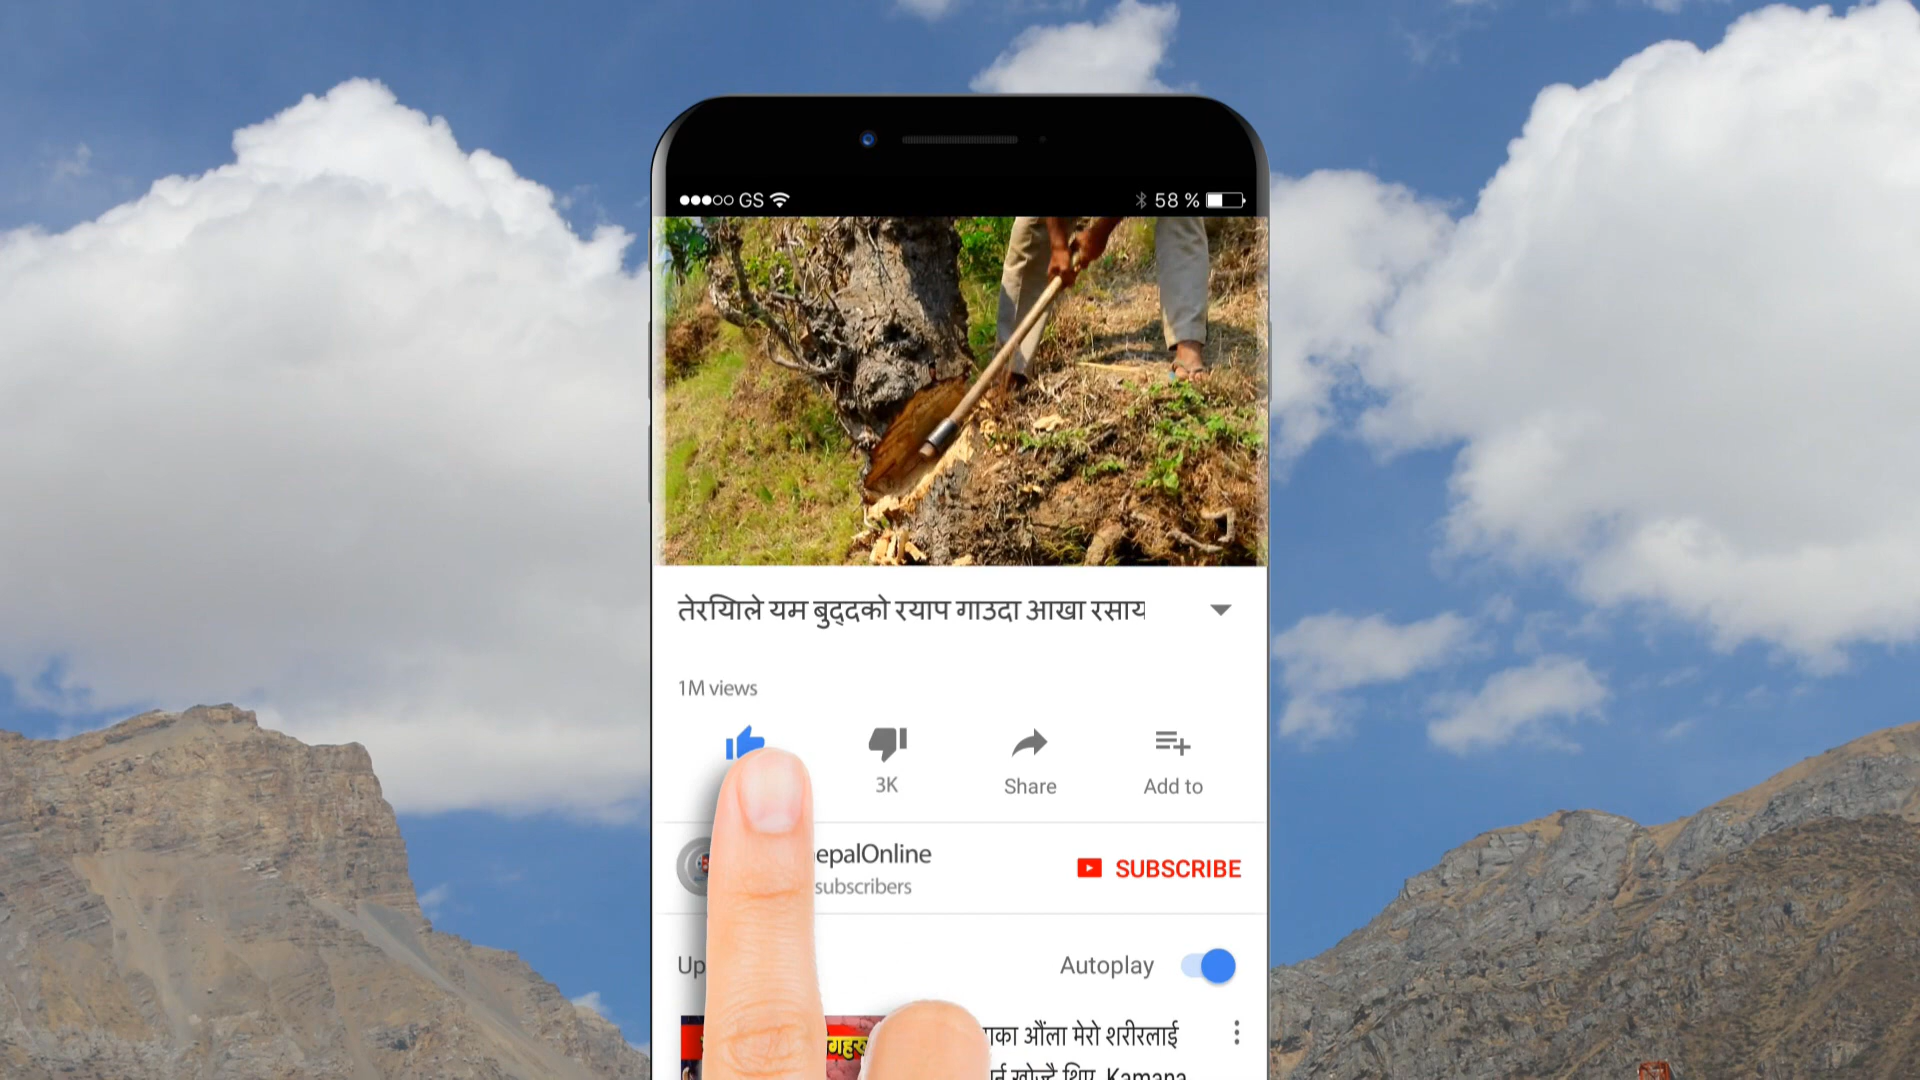 GS 58 %
तेरयािले यम बुद्दको रयाप गाउदा आखा रसाय
1M views
3K Share Add to
epalOnline
subscribers
SUBSCRIBE
Up Autoplay
औंला मेरो शरीरलाई
खोज्दै थिए Kamana